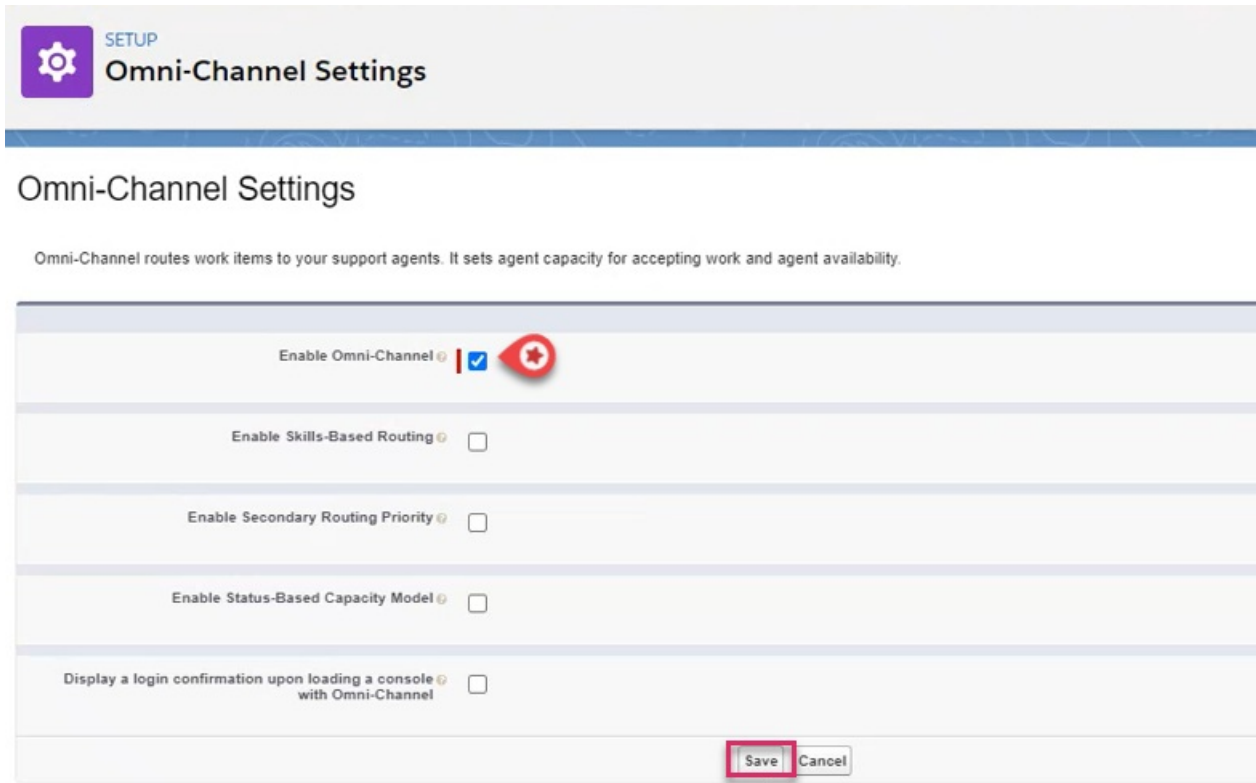 SETUP
Omni-Channel Settings
Omni-Channel Settings
Omni-Channel routes work items to your support agents. It sets agent capacity for accepting work and agent availability.
Enable Omni-Channel
Enable Skills-Based Routing
Enable Secondary Routing Priority
Enable Status-Based Capacity Model
Display a login confirmation upon loading a console
with Omni-Channel
Save Cancel